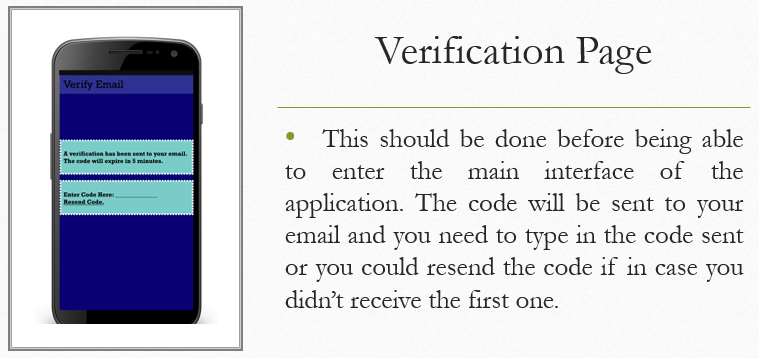 Verify Email
A verification has been sent to your email.
The code will expire in 5 minutes.
Enter Code Here: _______________
Resend Code.
Verification Page
• This should be done before being able
to enter the main interface of the
application. The code will be sent to your
email and you need to type in the code sent
or you could resend the code if in case you
didn’t receive the first one.